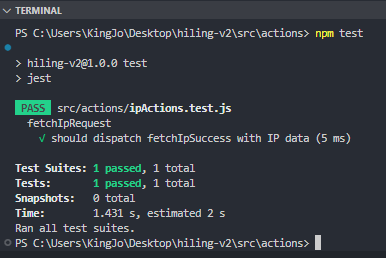 TERMINAL
PS C:\Users\KingJo\Desktop\hiling-v2\src\actions> npm test
> hiling-v2@1.0.0 test
> jest
PASS src/actions/ipActions.test.js
fetchIpRequest
√ should dispatch fetchIpSuccess with IP data (5 ms)
Test Suites: 1 passed, 1 total
Tests: 1 passed, 1 total
Snapshots: 0 total
Time: 1.431 s, estimated 2 s
Ran all test suites.
PS C:\Users\KingJo\Desktop\hiling-v2\src\actions>